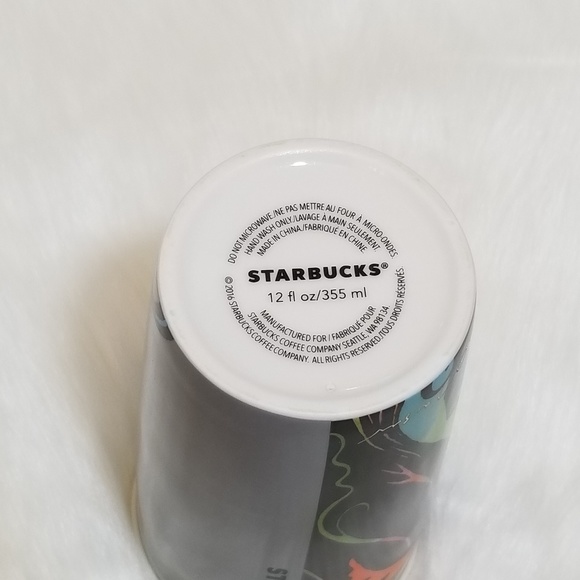 DO NOT MICROWAVE /NE PAS METTRE AU FOUR À MICRO-ONDES
HAND WASH ONLY /LAVAGE À MAIN SEULEMENT
MADE IN CHINA /FABRIQUÉ EN CHINE
STARBUCKS®
12 fl oz/355 ml
MANUFACTURED FOR / FABRIQUÉ POUR
STARBUCKS COFFEE COMPANY SEATTLE, WA 98134
© 2016 STARBUCKS COFFEE COMPANY. ALL RIGHTS RESERVED./TOUS DROITS RÉSERVÉS
ST